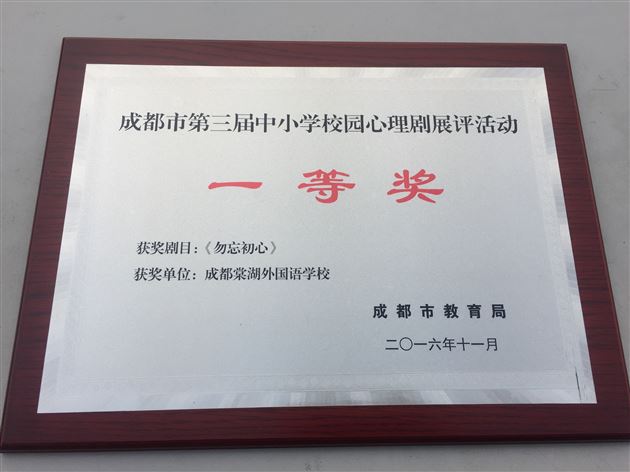 成都市第三届中小学校园心理剧展评活动
一等奖
获奖剧目：《勿忘初心》
获奖单位：成都棠湖外国语学校
成都市教育局
二〇一六年十一月